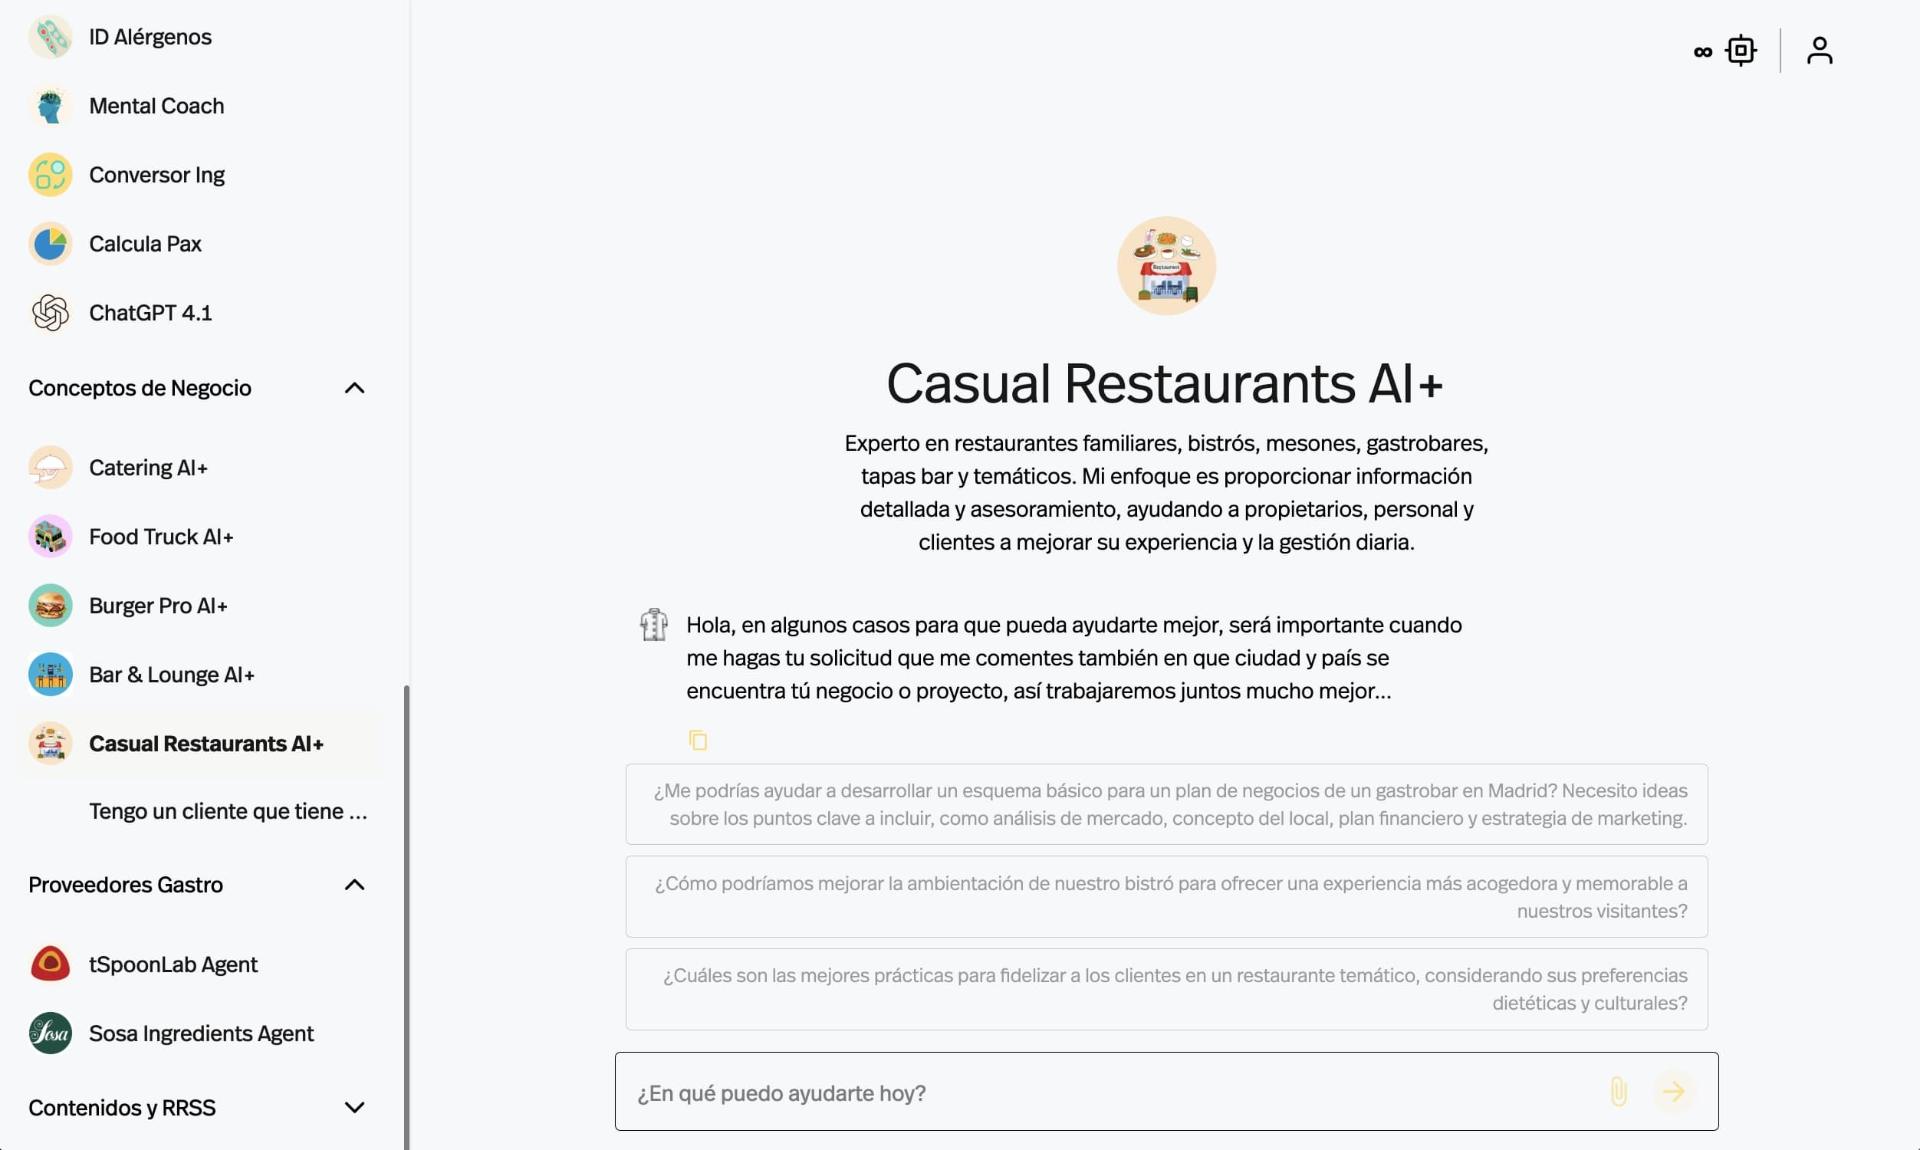 ID Alérgenos
Mental Coach
Conversor Ing
Calcula Pax
ChatGPT 4.1
Conceptos de Negocio
Catering AI+
Food Truck AI+
Burger Pro AI+
Bar & Lounge AI+
Casual Restaurants AI+
Tengo un cliente que tiene ...
Proveedores Gastro
tSpoonLab Agent
Sosa
Sosa Ingredients Agent
Contenidos y RRSS
∞
Restaurant
Casual Restaurants AI+
Experto en restaurantes familiares, bistrós, mesones, gastrobares,
tapas bar y temáticos. Mi enfoque es proporcionar información
detallada y asesoramiento, ayudando a propietarios, personal y
clientes a mejorar su experiencia y la gestión diaria.
Hola, en algunos casos para que pueda ayudarte mejor, será importante cuando
me hagas tu solicitud que me comentes también en que ciudad y país se
encuentra tú negocio o proyecto, así trabajaremos juntos mucho mejor...
¿Me podrías ayudar a desarrollar un esquema básico para un plan de negocios de un gastrobar en Madrid? Necesito ideas
sobre los puntos clave a incluir, como análisis de mercado, concepto del local, plan financiero y estrategia de marketing.
¿Cómo podríamos mejorar la ambientación de nuestro bistró para ofrecer una experiencia más acogedora y memorable a
nuestros visitantes?
¿Cuáles son las mejores prácticas para fidelizar a los clientes en un restaurante temático, considerando sus preferencias
dietéticas y culturales?
¿En qué puedo ayudarte hoy?